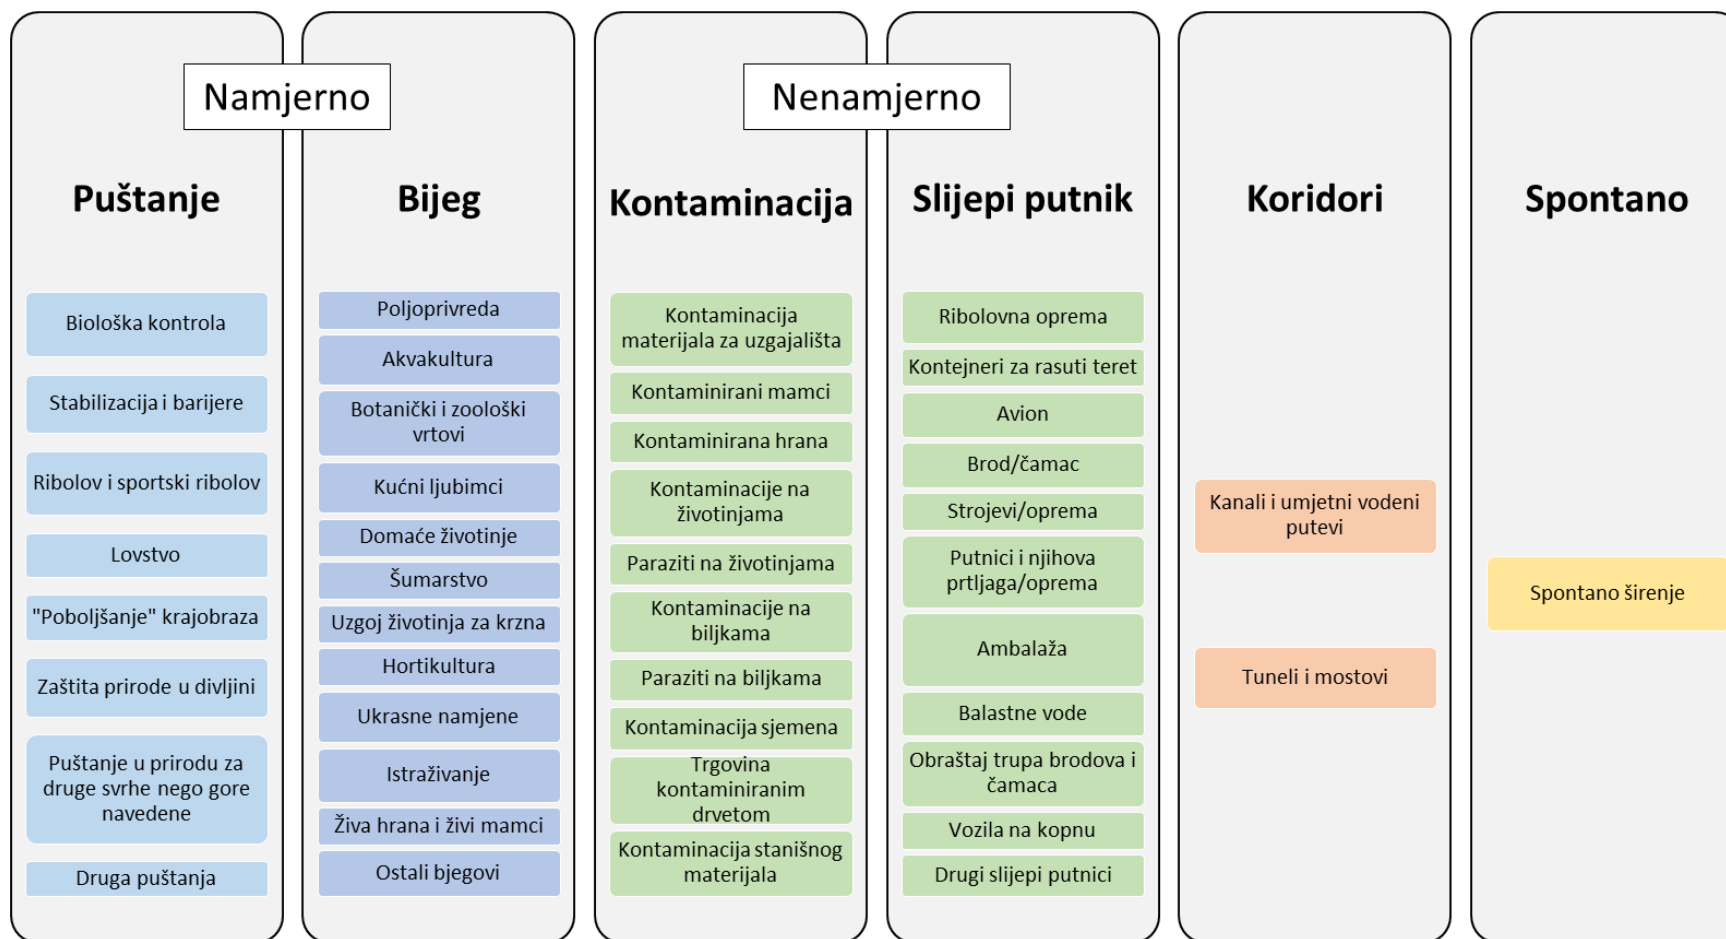 Namjerno
Nenamjerno
Puštanje
Biološka kontrola
Stabilizacija i barijere
Ribolov i sportski ribolov
Lovstvo
"Poboljšanje" krajobraza
Zaštita prirode u divljini
Puštanje u prirodu za
druge svrhe nego gore
navedene
Druga puštanja
Bijeg
Poljoprivreda
Akvakultura
Botanički i zoološki
vrtovi
Kućni ljubimci
Domaće životinje
Šumarstvo
Uzgoj životinja za krzna
Hortikultura
Ukrasne namjene
Istraživanje
Živa hrana i živi mamci
Ostali bjegovi
Kontaminacija
Kontaminacija
materijala za uzgajališta
Kontaminirani mamci
Kontaminirana hrana
Kontaminacije na
životinjama
Paraziti na životinjama
Kontaminacije na
biljkama
Paraziti na biljkama
Kontaminacija sjemena
Trgovina
kontaminiranim
drvetom
Kontaminacija stanišnog
materijala
Slijepi putnik
Ribolovna oprema
Kontejneri za rasuti teret
Avion
Brod/čamac
Strojevi/oprema
Putnici i njihova
prtljaga/oprema
Ambalaža
Balastne vode
Obraštaj trupa brodova i
čamaca
Vozila na kopnu
Drugi slijepi putnici
Koridori
Kanali i umjetni vodeni
putevi
Tuneli i mostovi
Spontano
Spontano širenje